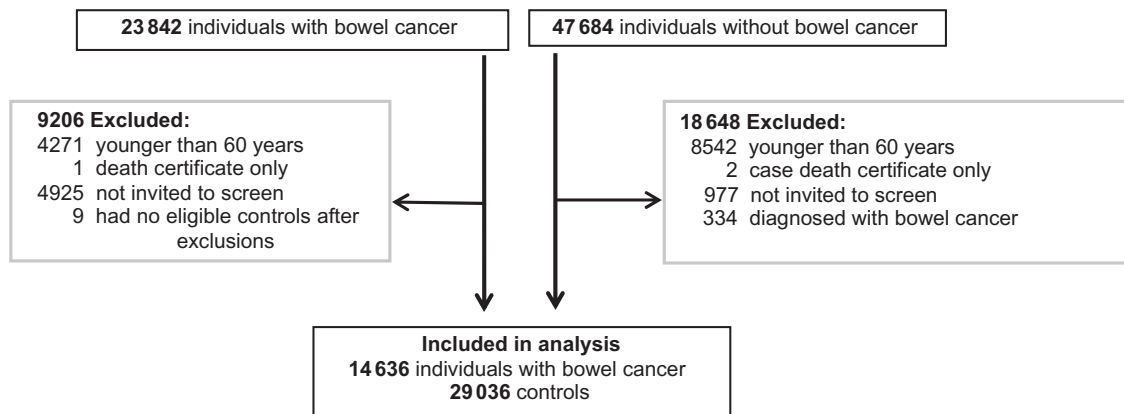 23 842 individuals with bowel cancer
47 684 individuals without bowel cancer
9206 Excluded:
4271 younger than 60 years
1 death certificate only
4925 not invited to screen
9 had no eligible controls after
exclusions
18 648 Excluded:
8542 younger than 60 years
2 case death certificate only
977 not invited to screen
334 diagnosed with bowel cancer
Included in analysis
14 636 individuals with bowel cancer
29 036 controls